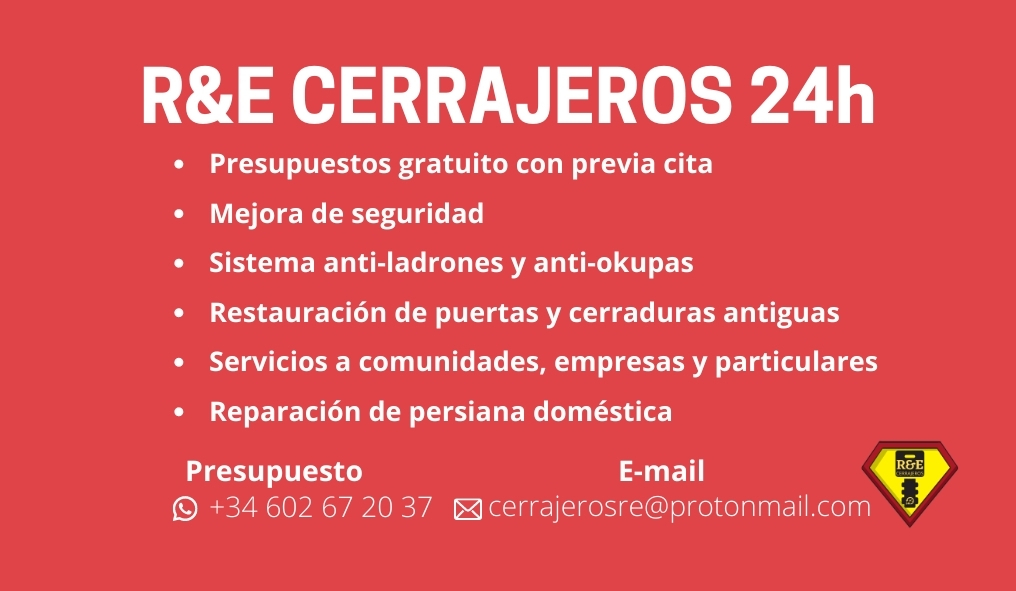 R&E CERRAJEROS 24h
• Presupuestos gratuito con previa cita
• Mejora de seguridad
• Sistema anti-ladrones y anti-okupas
• Restauración de puertas y cerraduras antiguas
• Servicios a comunidades, empresas y particulares
• Reparación de persiana doméstica
Presupuesto
+34 602 67 20 37
E-mail
cerrajerosre@protonmail.com
R&E
CERRAJEROS